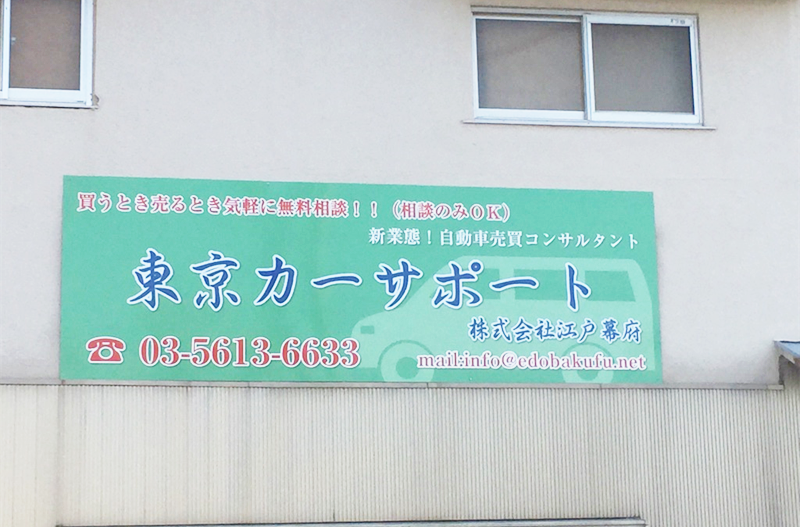 買うとき売るとき気軽に無料相談！！（相談のみＯＫ）
新業態！自動車売買コンサルタント
東京カーサポート
株式会社江戸幕府
☎ 03-5613-6633
mail:info@edobakufu.net